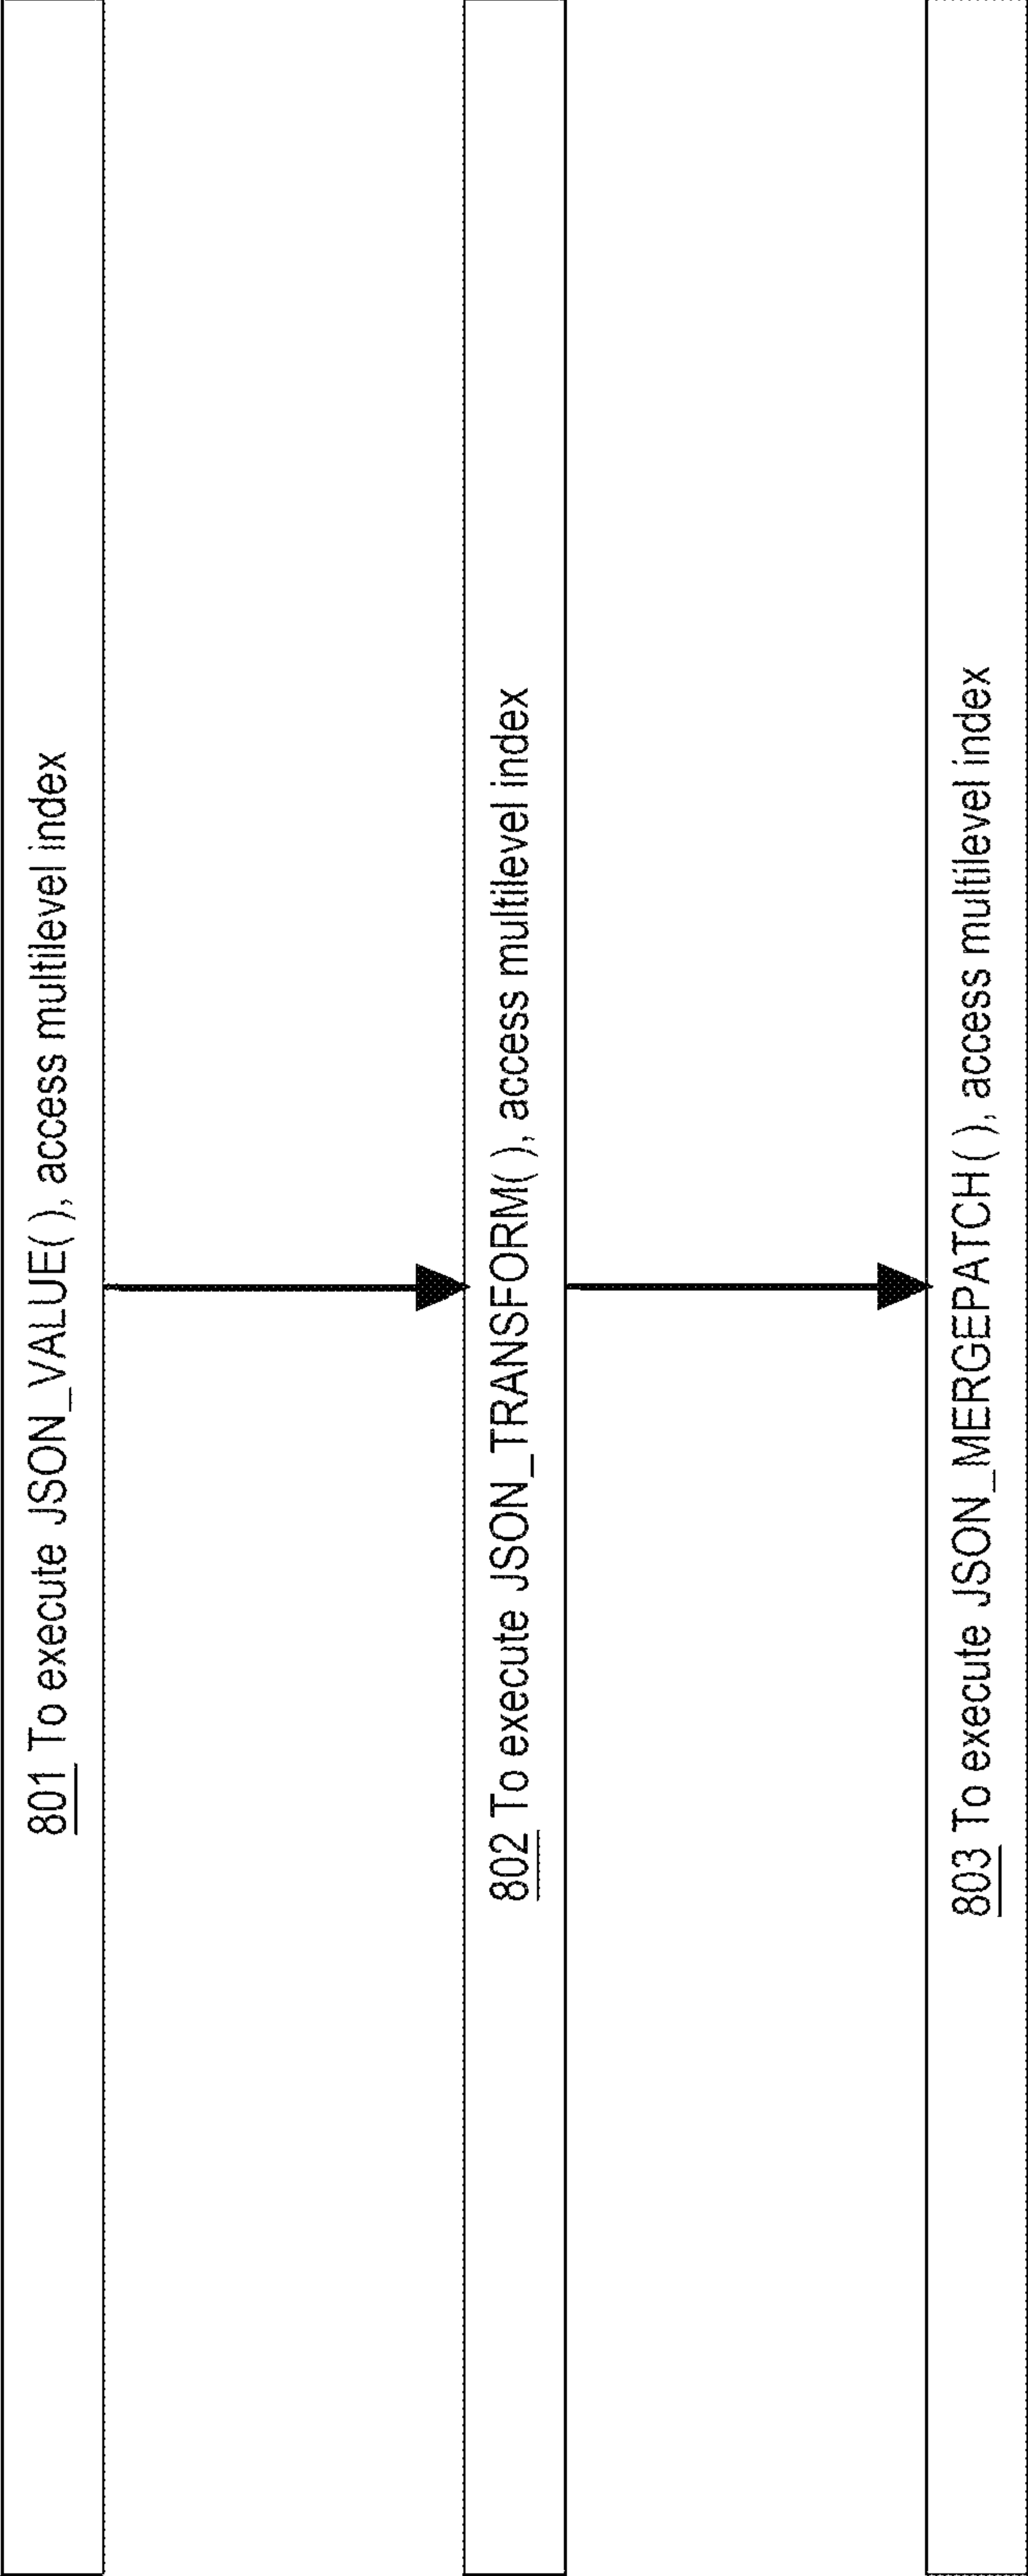 801 To execute JSON_VALUE( ), access multilevel index
802 To execute JSON_TRANSFORM( ), access multilevel index
803 To execute JSON_MERGEPATCH( ), access multilevel index